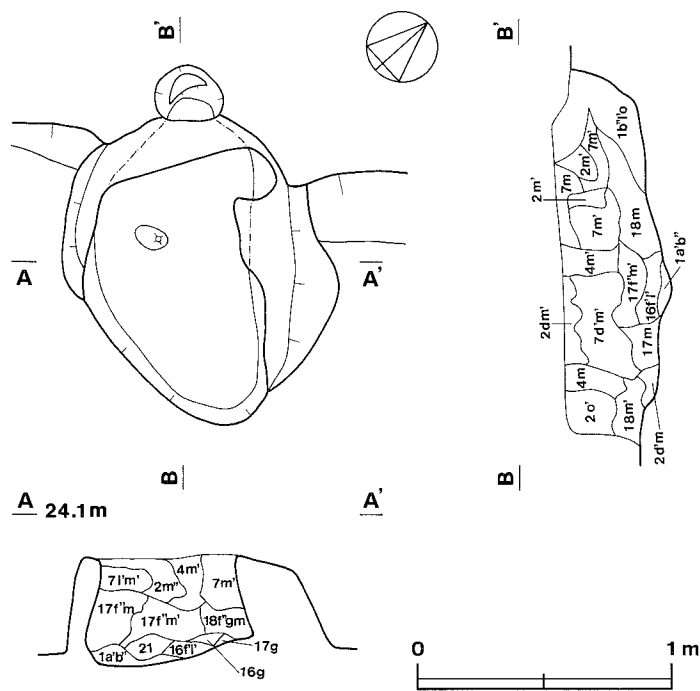 B'
B'
A
A'
B
B
1b"l'o
7m'
2m'
7m
2m'
7m'
18m
4m'
1a'b"
17f"m'
16f'l'
2dm'
7d'm'
17m
4m
2o'
18m'
2d'm
A 24.1m
A'
7l'm'
2m"
4m'
7m'
17f"m
17f"m'
18f"gm
1a'b"
21
16f'l'
17g
16g
0
1m